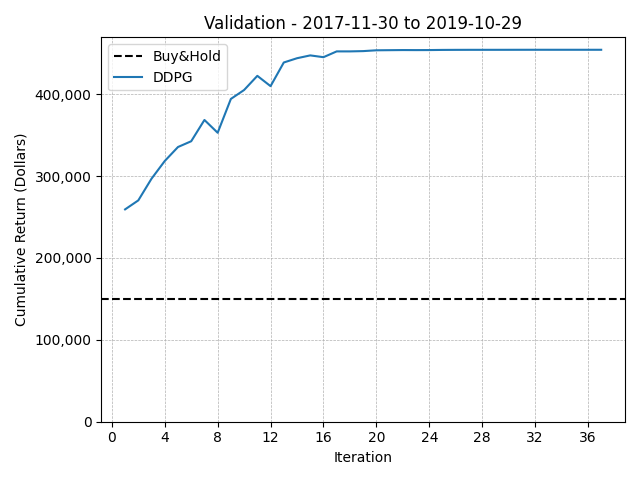 Validation - 2017-11-30 to 2019-10-29
Buy&Hold
DDPG
Cumulative Return (Dollars)
400,000
300,000
200,000
100,000
0
0 4 8 12 16 20 24 28 32 36
Iteration